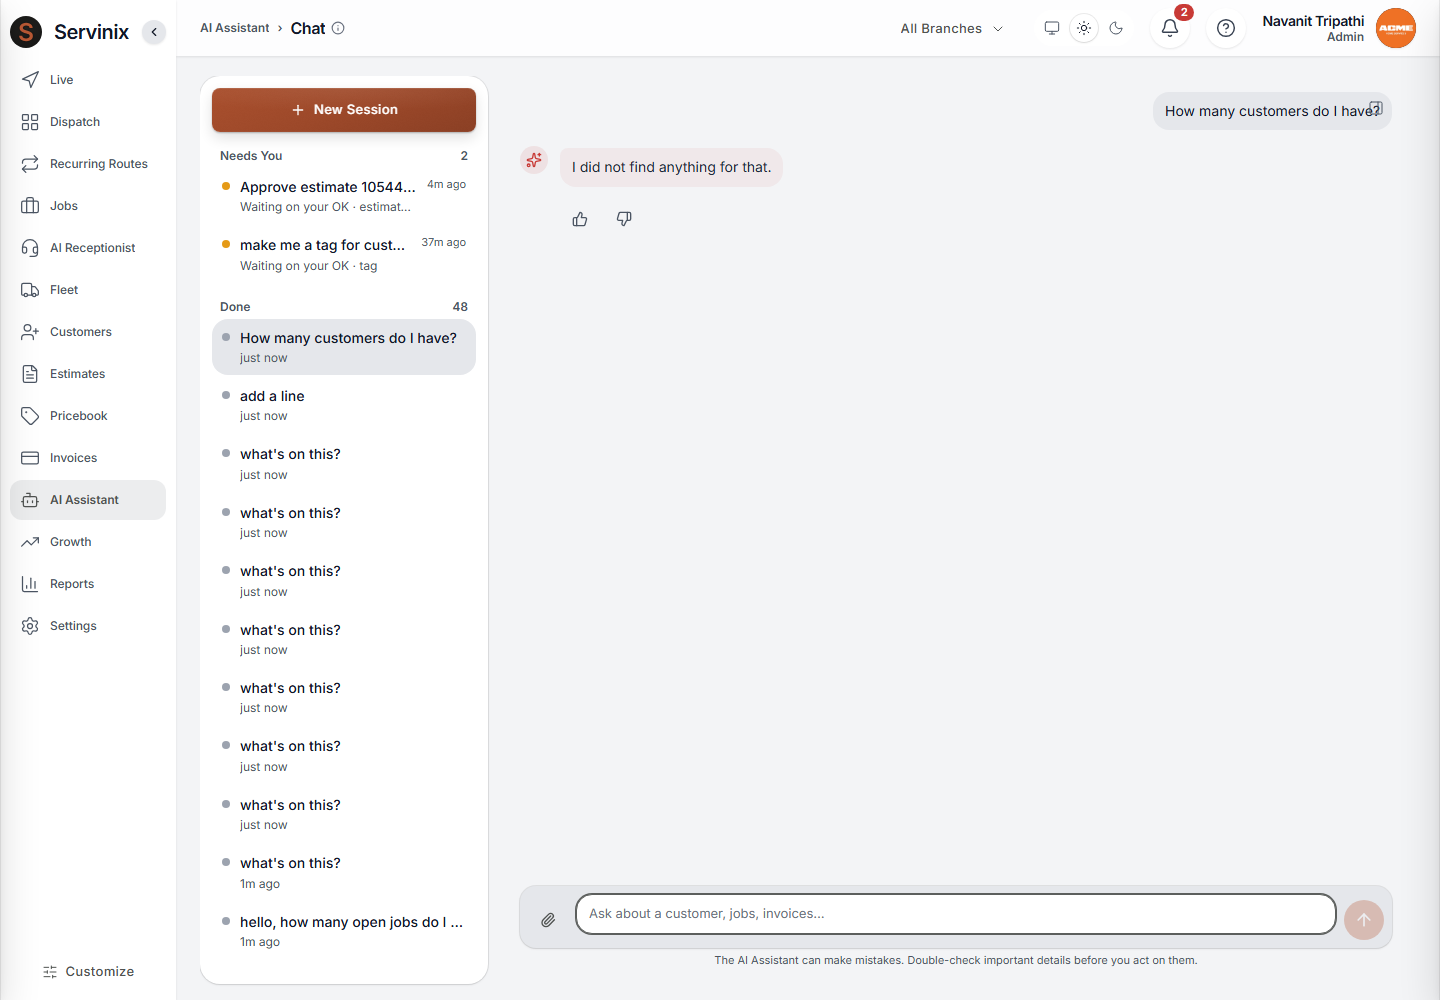 S Servinix
Live
Dispatch
Recurring Routes
Jobs
AI Receptionist
Fleet
Customers
Estimates
Pricebook
Invoices
AI Assistant
Growth
Reports
Settings
Customize
AI Assistant › Chat
All Branches
2
Navanit Tripathi
Admin
ACME
New Session
Needs You 2
Approve estimate 10544... 4m ago
Waiting on your OK · estimat...
make me a tag for cust... 37m ago
Waiting on your OK · tag
Done 48
How many customers do I have?
just now
add a line
just now
what's on this?
just now
what's on this?
just now
what's on this?
just now
what's on this?
just now
what's on this?
just now
what's on this?
just now
what's on this?
just now
what's on this?
1m ago
hello, how many open jobs do I ...
1m ago
How many customers do I have?
I did not find anything for that.
Ask about a customer, jobs, invoices...
The AI Assistant can make mistakes. Double-check important details before you act on them.